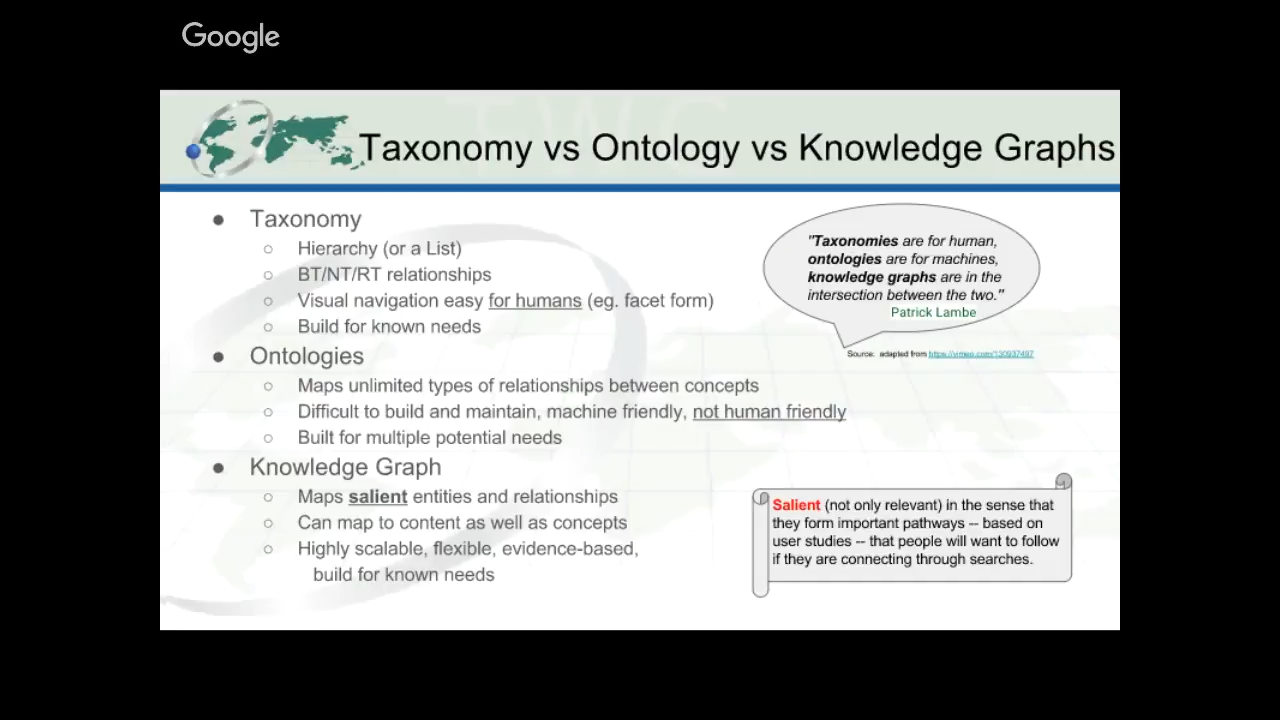 Google
Taxonomy vs Ontology vs Knowledge Graphs
● Taxonomy
○ Hierarchy (or a List)
○ BT/NT/RT relationships
○ Visual navigation easy for humans (eg. facet form)
○ Build for known needs
● Ontologies
○ Maps unlimited types of relationships between concepts
○ Difficult to build and maintain, machine friendly, not human friendly
○ Built for multiple potential needs
● Knowledge Graph
○ Maps salient entities and relationships
○ Can map to content as well as concepts
○ Highly scalable, flexible, evidence-based,
build for known needs
"Taxonomies are for human,
ontologies are for machines,
knowledge graphs are in the
intersection between the two."
Patrick Lambe
Source: adapted from https://vimeo.com/130937497
Salient (not only relevant) in the sense that
they form important pathways -- based on
user studies -- that people will want to follow
if they are connecting through searches.